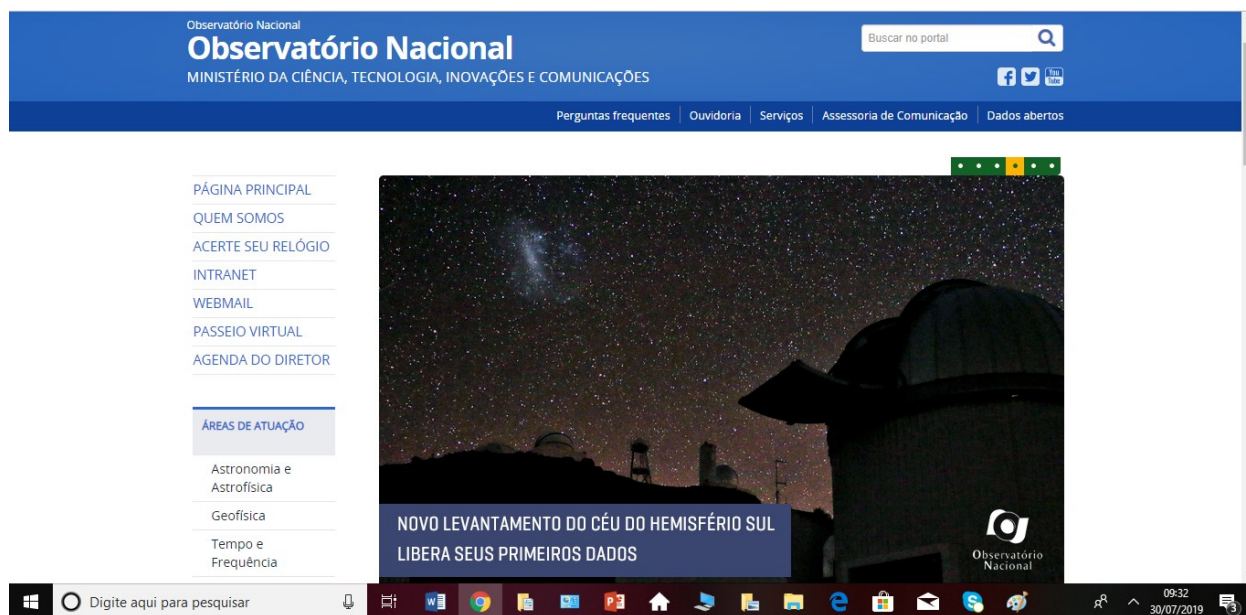 Observatório Nacional
Observatório Nacional
MINISTÉRIO DA CIÊNCIA, TECNOLOGIA, INOVAÇÕES E COMUNICAÇÕES
Buscar no portal
f You Tube
Perguntas frequentes Ouvidoria Serviços Assessoria de Comunicação Dados abertos
PÁGINA PRINCIPAL
QUEM SOMOS
ACERTE SEU RELÓGIO
INTRANET
WEBMAIL
PASSEIO VIRTUAL
AGENDA DO DIRETOR
ÁREAS DE ATUAÇÃO
Astronomia e
Astrofísica
Geofísica
Tempo e
Frequência
NOVO LEVANTAMENTO DO CÉU DO HEMISFÉRIO SUL
LIBERA SEUS PRIMEIROS DADOS
Observatório
Nacional
Digite aqui para pesquisar
09:32
30/07/2019
3